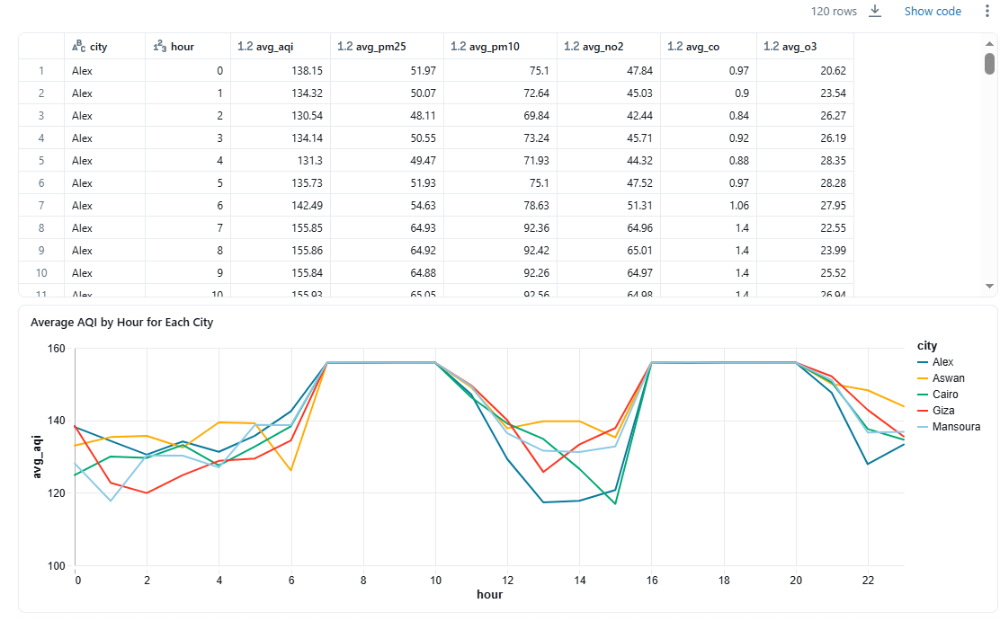 120 rows Show code
city hour 1.2 avg_aqi 1.2 avg_pm25 1.2 avg_pm10 1.2 avg_no2 1.2 avg_co 1.2 avg_o3
1 Alex 0 138.15 51.97 75.1 47.84 0.97 20.62
2 Alex 1 134.32 50.07 72.64 45.03 0.9 23.54
3 Alex 2 130.54 48.11 69.84 42.44 0.84 26.27
4 Alex 3 134.14 50.55 73.24 45.71 0.92 26.19
5 Alex 4 131.3 49.47 71.93 44.32 0.88 28.35
6 Alex 5 135.73 51.93 75.1 47.52 0.97 28.28
7 Alex 6 142.49 54.63 78.63 51.31 1.06 27.95
8 Alex 7 155.85 64.93 92.36 64.96 1.4 22.55
9 Alex 8 155.86 64.92 92.42 65.01 1.4 23.99
10 Alex 9 155.84 64.88 92.26 64.97 1.4 25.52
11 Alex 10 155.93 65.05 92.56 64.98 1.4 26.94
Average AQI by Hour for Each City
160
140
120
100
avg_aqi
0 2 4 6 8 10 12 14 16 18 20 22
hour
city
Alex
Aswan
Cairo
Giza
Mansoura